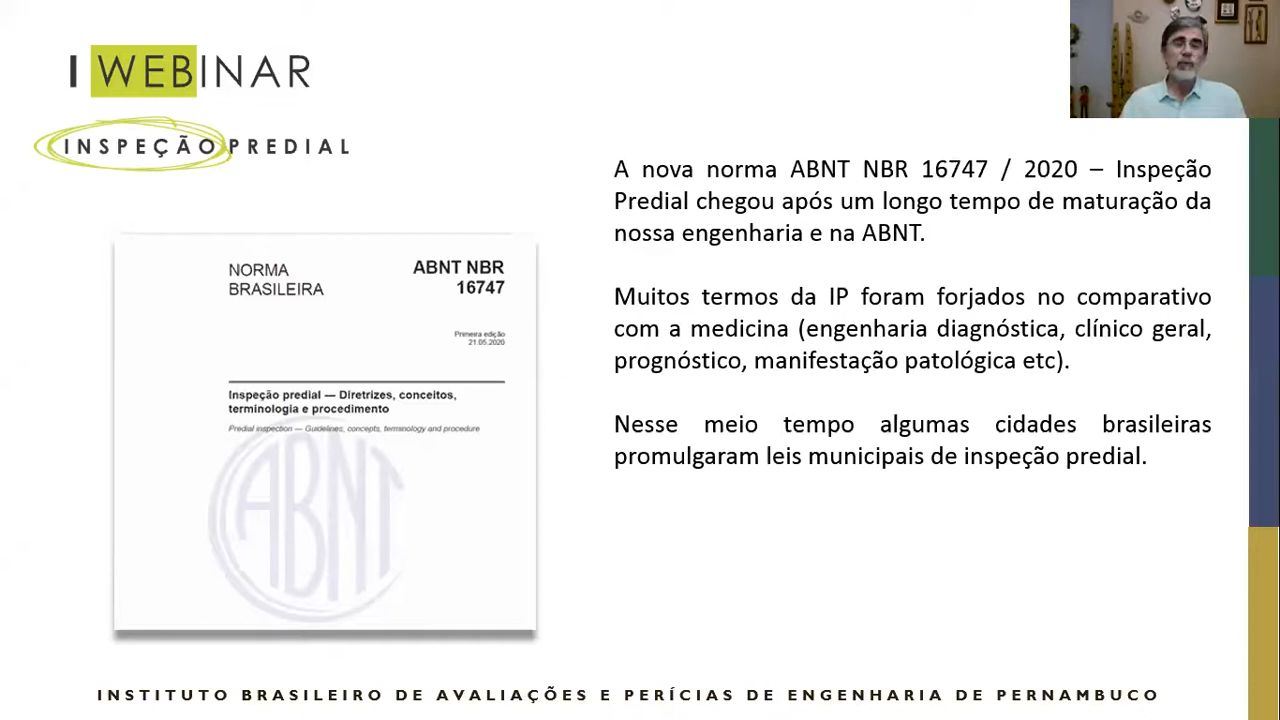 I WEBINAR
INSPEÇÃO PREDIAL
A nova norma ABNT NBR 16747 / 2020 – Inspeção
Predial chegou após um longo tempo de maturação da
nossa engenharia e na ABNT.
Muitos termos da IP foram forjados no comparativo
com a medicina (engenharia diagnóstica, clínico geral,
prognóstico, manifestação patológica etc).
Nesse meio tempo algumas cidades brasileiras
promulgaram leis municipais de inspeção predial.
NORMA
BRASILEIRA
ABNT NBR
16747
Primeira edição
21.05.2020
Inspeção predial — Diretrizes, conceitos,
terminologia e procedimento
Predial inspection — Guidelines, concepts, terminology and procedure
ABNT
INSTITUTO BRASILEIRO DE AVALIAÇÕES E PERÍCIAS DE ENGENHARIA DE PERNAMBUCO